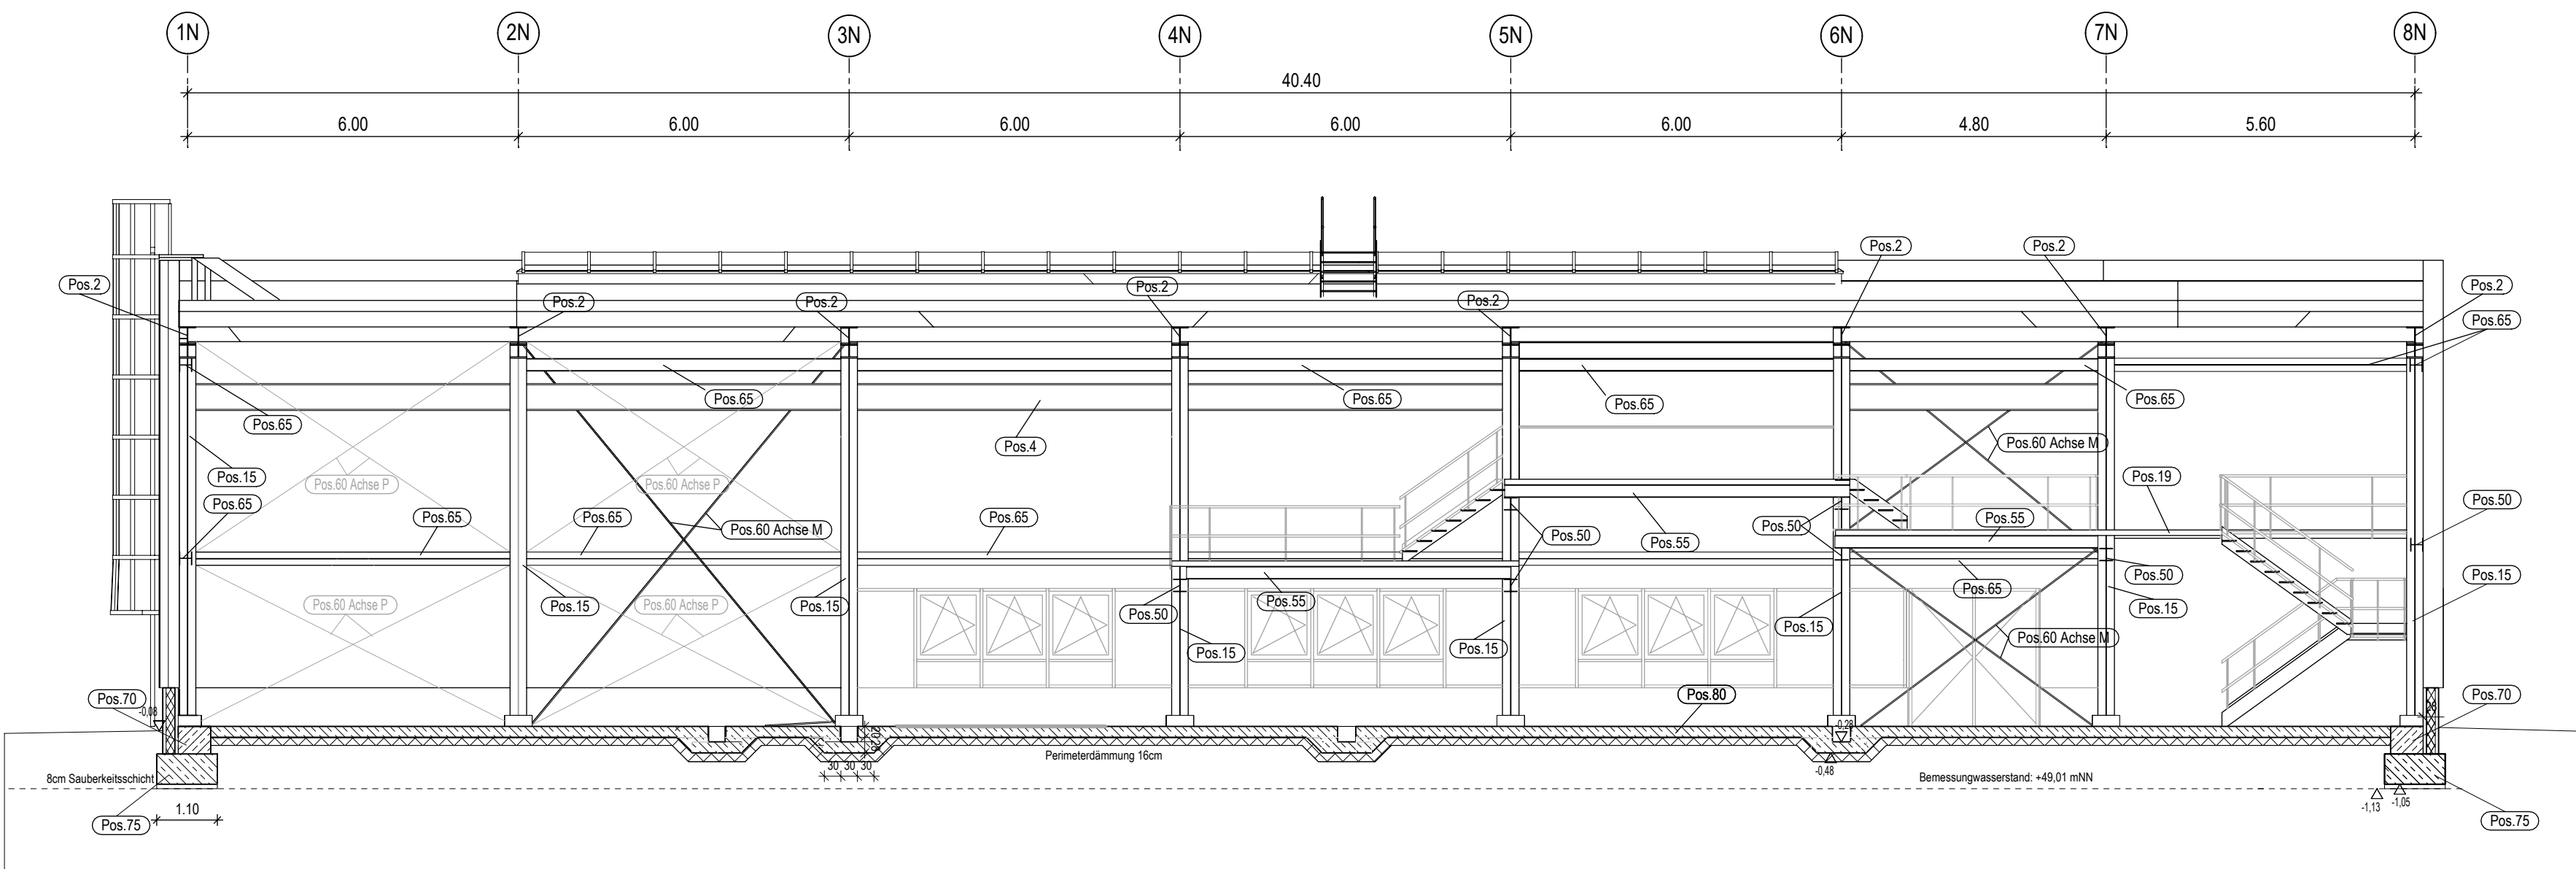 1N 2N 3N 4N 5N 6N 7N 8N
40.40
6.00 6.00 6.00 6.00 6.00 4.80 5.60
Pos.2 Pos.2
Pos.2 Pos.2 Pos.2
Pos.2 Pos.2 Pos.2
Pos.65
Pos.65 Pos.65 Pos.65 Pos.65
Pos.65
Pos.4 Pos.60 Achse M
Pos.15 Pos.60 Achse P Pos.60 Achse P Pos.19
Pos.65 Pos.50
Pos.65 Pos.65 Pos.65 Pos.55
Pos.60 Achse M Pos.50
Pos.50 Pos.55
Pos.50 Pos.15
Pos.65
Pos.60 Achse P Pos.60 Achse P Pos.55
Pos.15 Pos.15 Pos.50 Pos.15
Pos.15 Pos.60 Achse M
Pos.15 Pos.15
Pos.70 Pos.80 Pos.70
-0,08
-0,28
Perimeterdämmung 16cm
30 30 30 -0,48
8cm Sauberkeitsschicht Bemessungwasserstand: +49,01 mNN
1.10 -1,13 -1,05
Pos.75 Pos.75